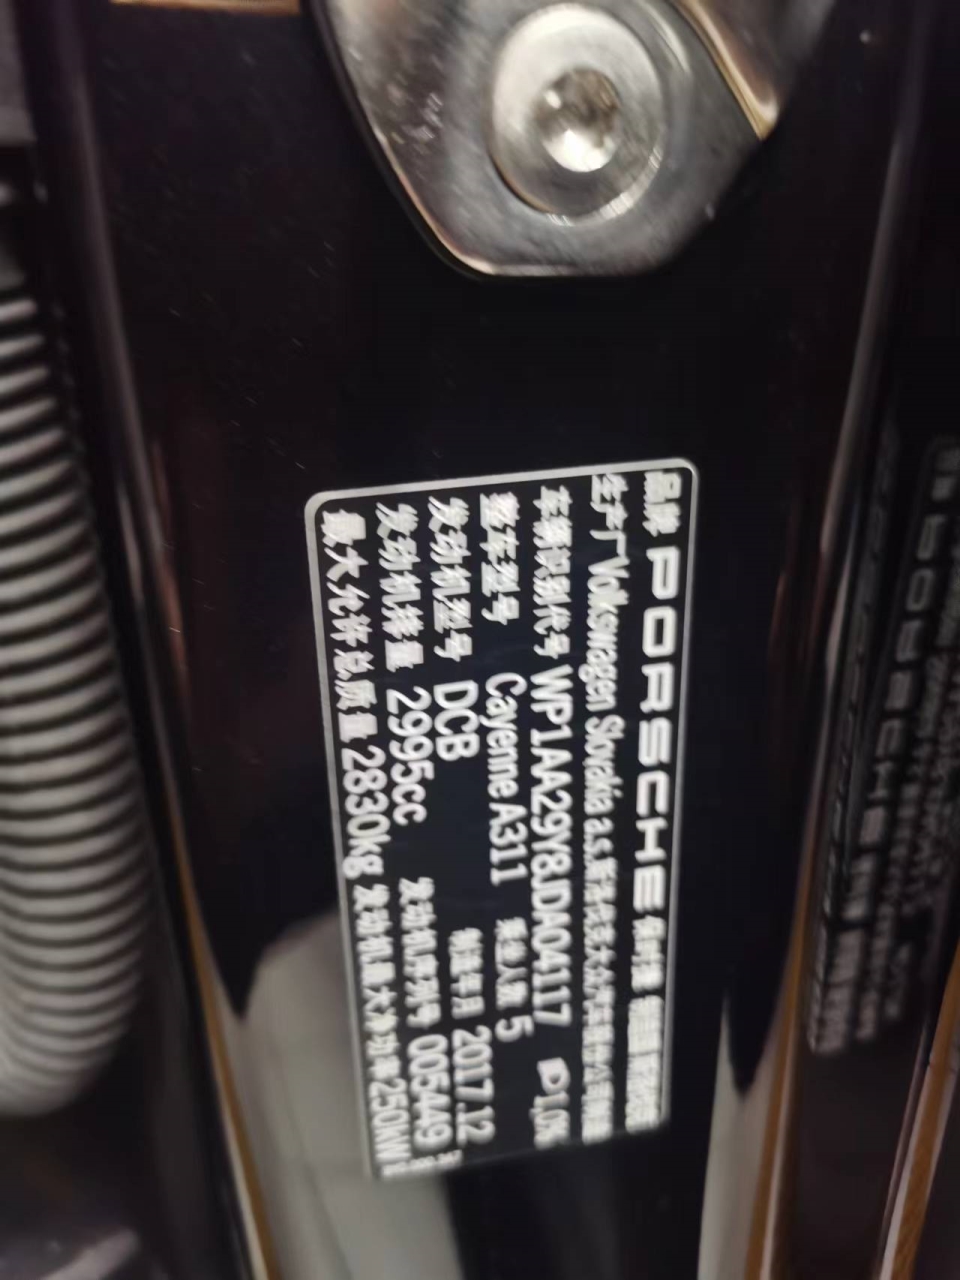 品牌 PORSCHE 制造国
生产厂 Volkswagen Slovakia a.s.
车辆识别代号 WP1AA29Y8JDA04117
整车型号 Cayenne A311 乘坐人数 5
发动机型号 DCB 制造年月 2017.12
发动机排量 2995cc 发动机序列号 005449
最大允许总质量 2830kg 发动机最大净功率 250kW